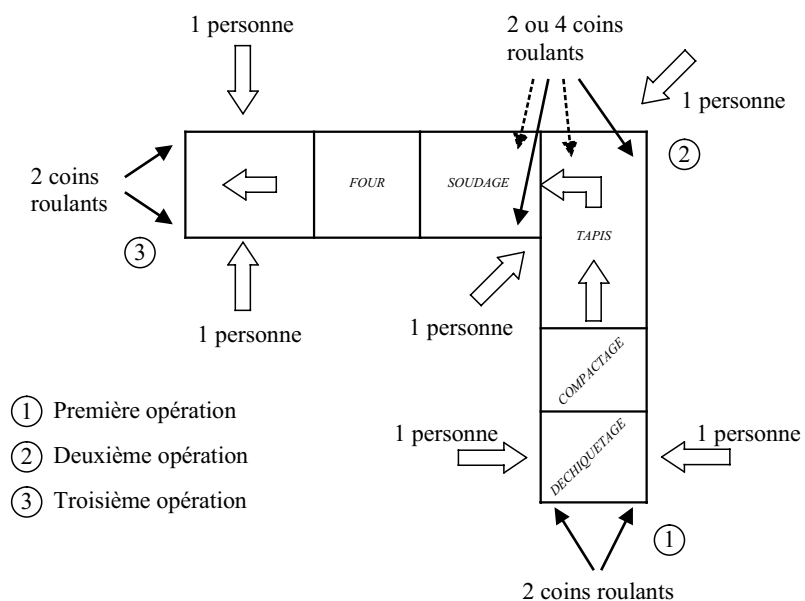 1 personne
2 ou 4 coins
roulants
1 personne
2
2 coins
roulants
FOUR
SOUDAGE
TAPIS
3
1 personne
1 personne
COMPACTAGE
1 Première opération
2 Deuxième opération
3 Troisième opération
1 personne
DECHIQUETAGE
1 personne
1
2 coins roulants